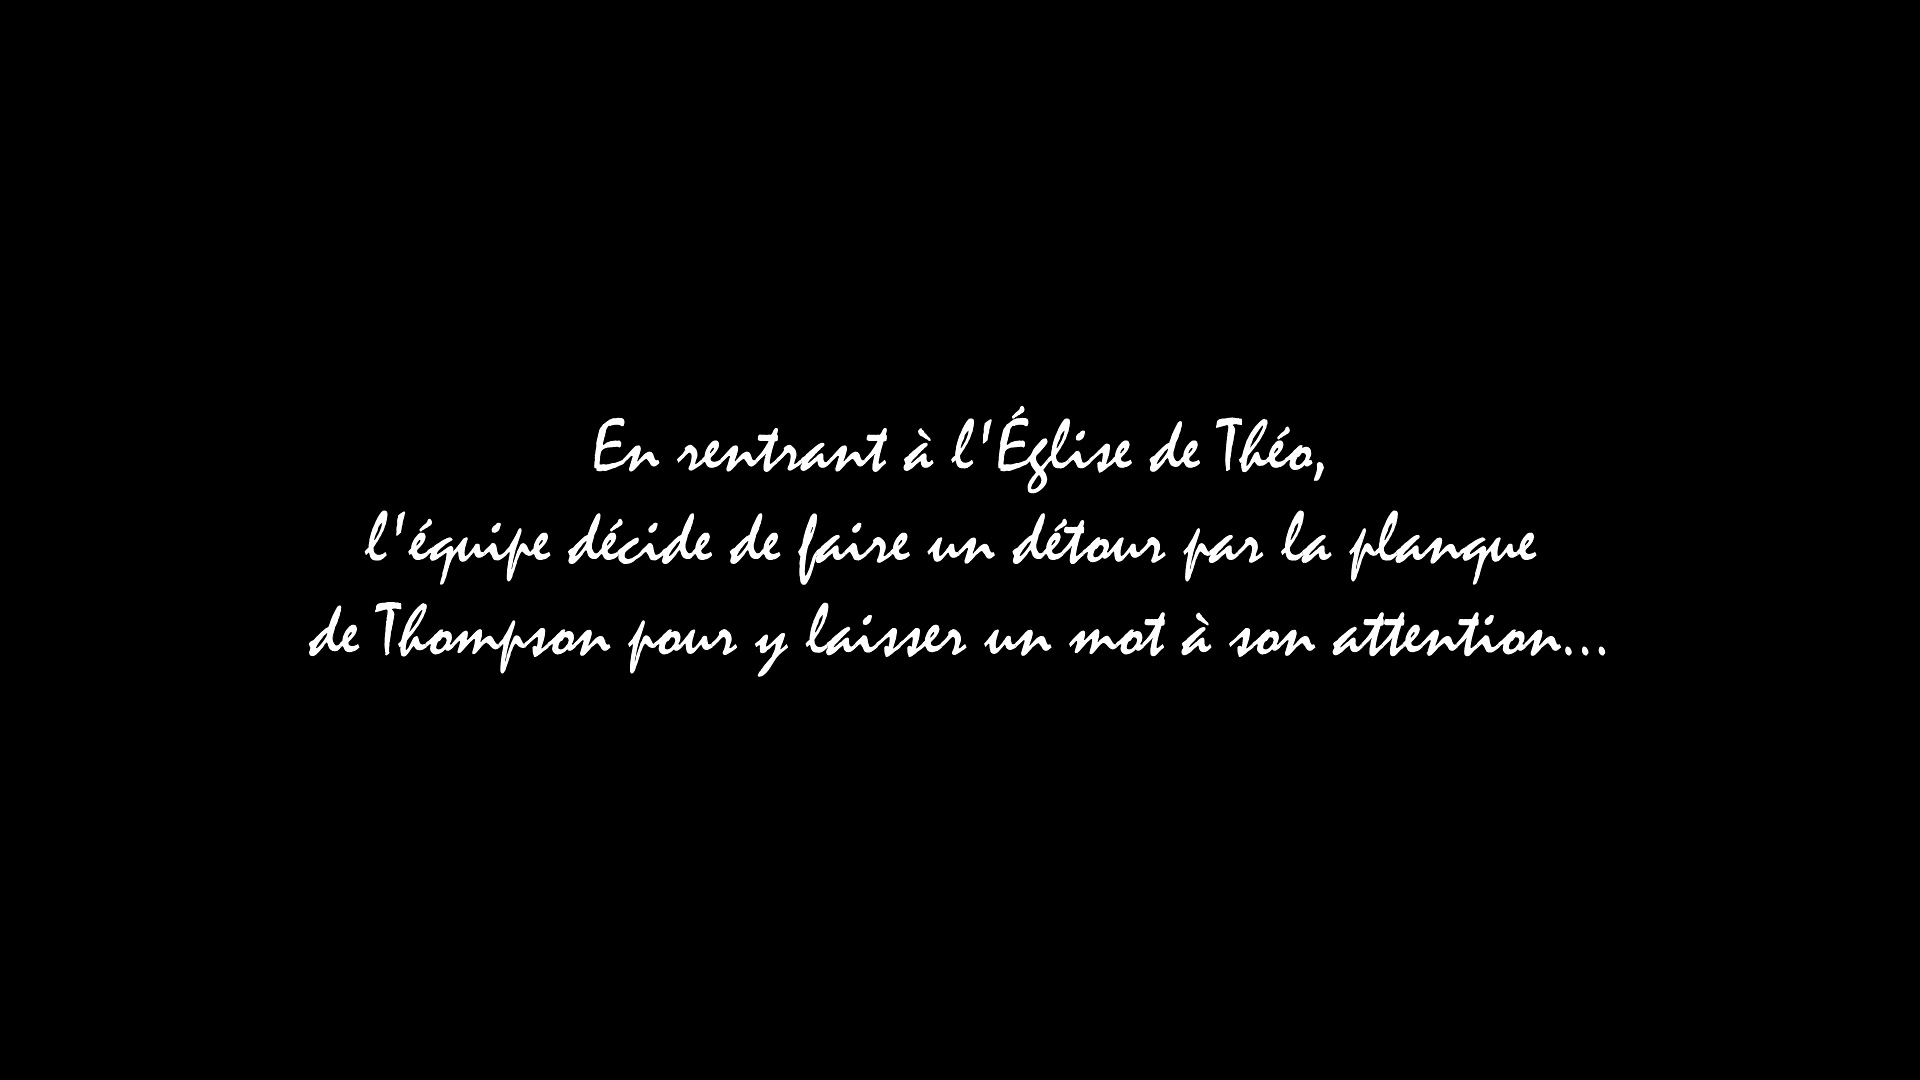 En rentrant à l'Église de Théo,
l'équipe décide de faire un détour par la planque
de Thompson pour y laisser un mot à son attention...